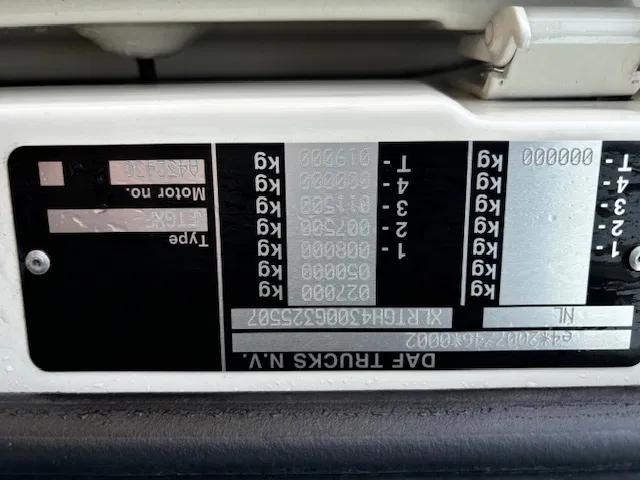 DAF TRUCKS N.V.
e4*2007/46*0002
NL XLRTGH4300G325507
kg 027000 kg
kg 050000 kg
1 - kg 1 - 008000 kg
2 - kg 2 - 007500 kg
3 - kg 3 - 011500 kg
4 - kg 4 - 000000 kg
T - 000000 kg T - 019000 kg
Type
Motor no.